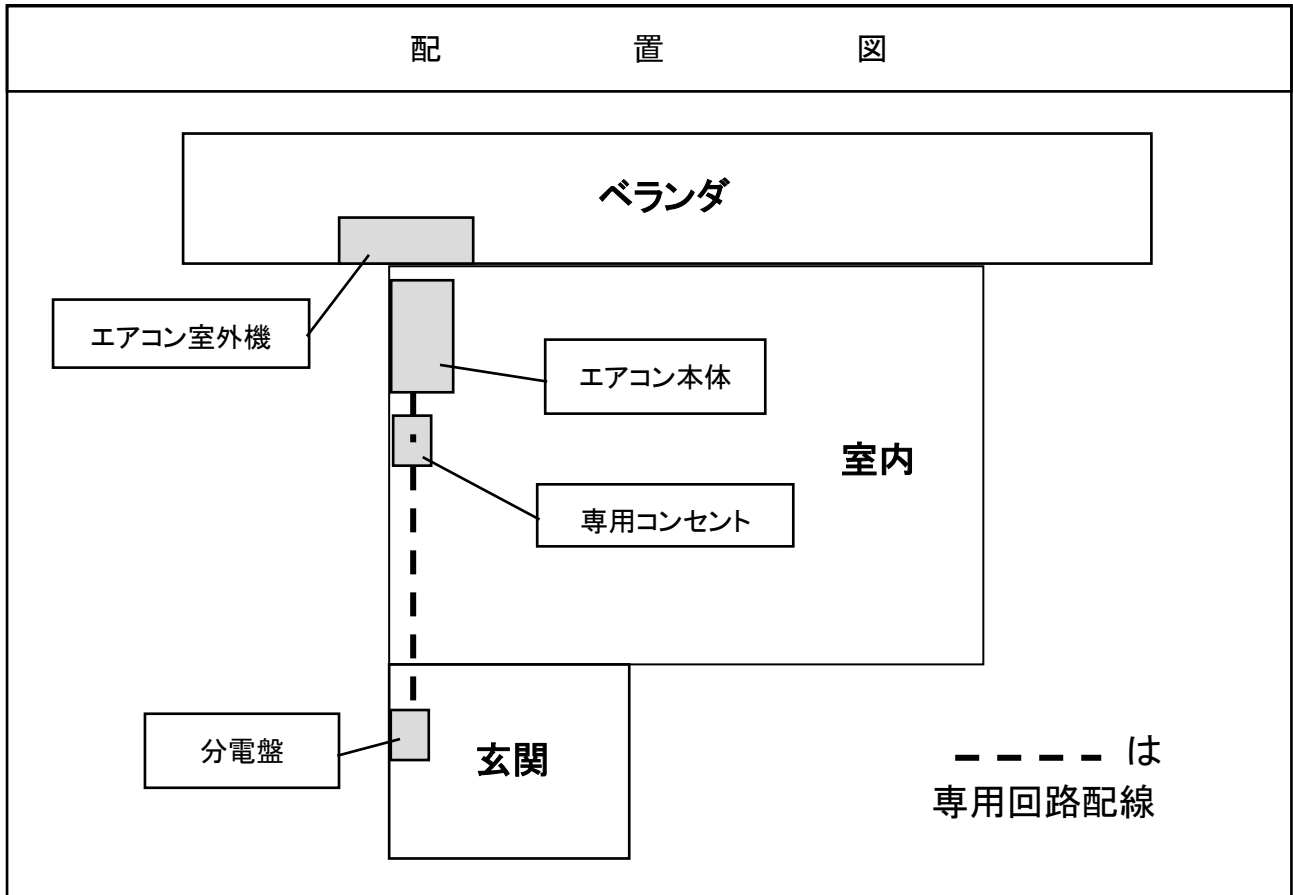 配置図
ベランダ
エアコン室外機
エアコン本体
室内
専用コンセント
分電盤
玄関
は
専用回路配線